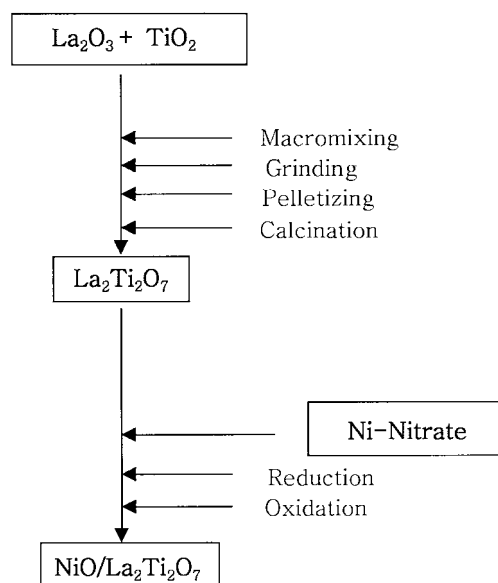 La₂O₃ + TiO₂
Macromixing
Grinding
Pelletizing
Calcination
La₂Ti₂O₇
Ni-Nitrate
Reduction
Oxidation
NiO/La₂Ti₂O₇